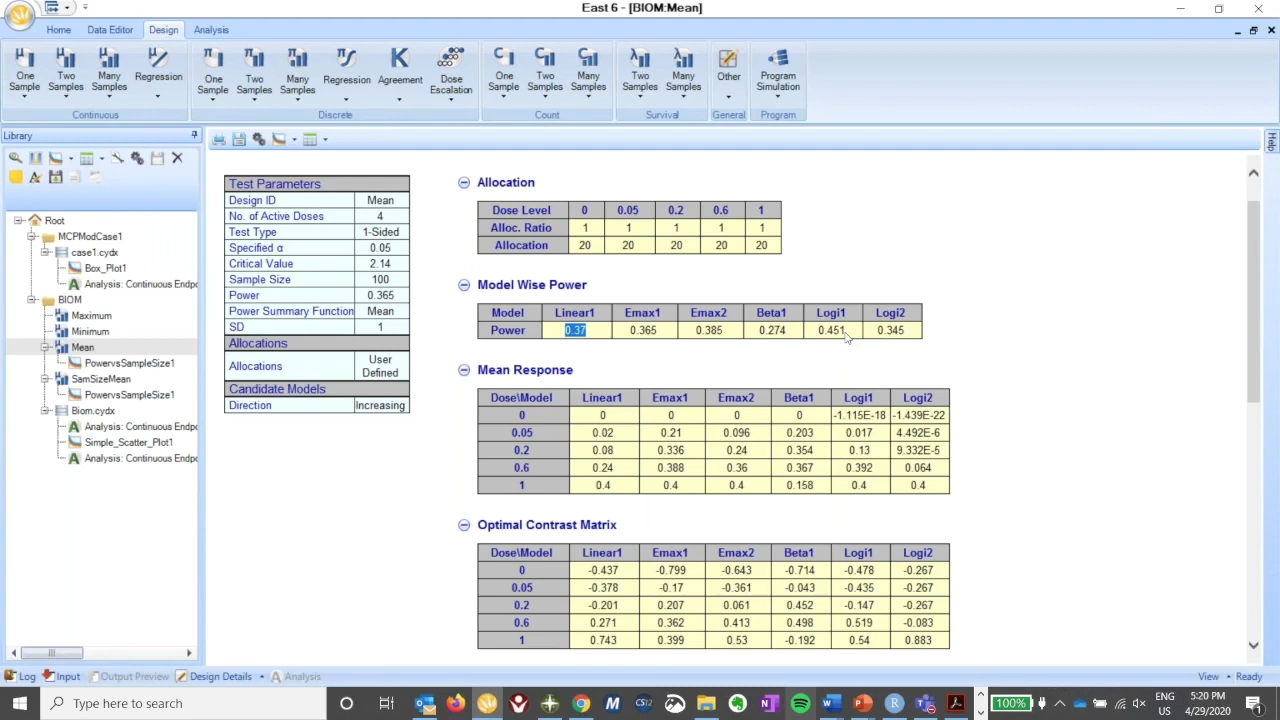 East 6 - [BIOM:Mean]
Home Data Editor Design Analysis
One Sample Two Samples Many Samples Regression One Sample Two Samples Many Samples Regression Agreement Dose Escalation One Sample Two Samples Many Samples Two Samples Many Samples Other Program Simulation
Continuous Discrete Count Survival General Program
Library
Help
Root
MCPModCase1
case1.cydx
Box_Plot1
Analysis: Continuous Endpo
BIOM
Maximum
Minimum
Mean
PowervsSampleSize1
SamSizeMean
PowervsSampleSize1
Biom.cydx
Analysis: Continuous Endpo
Simple_Scatter_Plot1
Analysis: Continuous Endpo
Test Parameters
Design ID Mean
No. of Active Doses 4
Test Type 1-Sided
Specified α 0.05
Critical Value 2.14
Sample Size 100
Power 0.365
Power Summary Function Mean
SD 1
Allocations
Allocations User Defined
Candidate Models
Direction Increasing
Allocation
Dose Level 0 0.05 0.2 0.6 1
Alloc. Ratio 1 1 1 1 1
Allocation 20 20 20 20 20
Model Wise Power
Model Linear1 Emax1 Emax2 Beta1 Logi1 Logi2
Power 0.37 0.365 0.385 0.274 0.451 0.345
Mean Response
Dose\Model Linear1 Emax1 Emax2 Beta1 Logi1 Logi2
0 0 0 0 0 -1.115E-18 -1.439E-22
0.05 0.02 0.21 0.096 0.203 0.017 4.492E-6
0.2 0.08 0.336 0.24 0.354 0.13 9.332E-5
0.6 0.24 0.388 0.36 0.367 0.392 0.064
1 0.4 0.4 0.4 0.158 0.4 0.4
Optimal Contrast Matrix
Dose\Model Linear1 Emax1 Emax2 Beta1 Logi1 Logi2
0 -0.437 -0.799 -0.643 -0.714 -0.478 -0.267
0.05 -0.378 -0.17 -0.361 -0.043 -0.435 -0.267
0.2 -0.201 0.207 0.061 0.452 -0.147 -0.267
0.6 0.271 0.362 0.413 0.498 0.519 -0.083
1 0.743 0.399 0.53 -0.192 0.54 0.883
Log Input Output Preview Design Details Analysis View Ready
Type here to search
100%
ENG
US
5:20 PM
4/29/2020